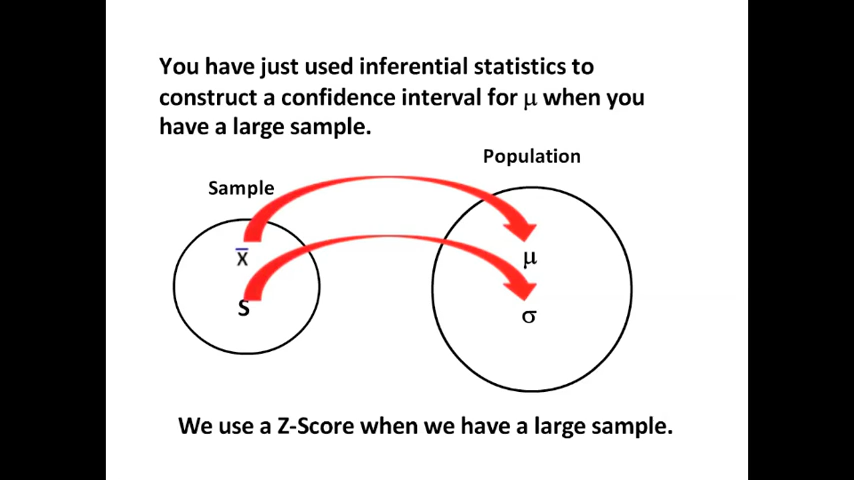 You have just used inferential statistics to
construct a confidence interval for μ when you
have a large sample.
Population
Sample
x̅
μ
S
σ
We use a Z-Score when we have a large sample.